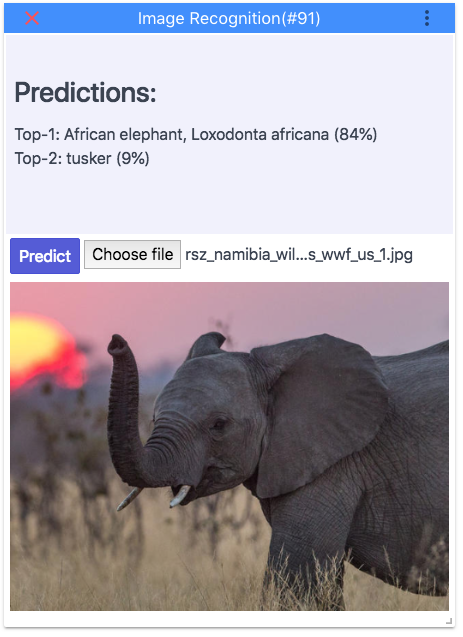 Image Recognition(#91)
Predictions:
Top-1: African elephant, Loxodonta africana (84%)
Top-2: tusker (9%)
Predict Choose file rsz_namibia_wil...s_wwf_us_1.jpg